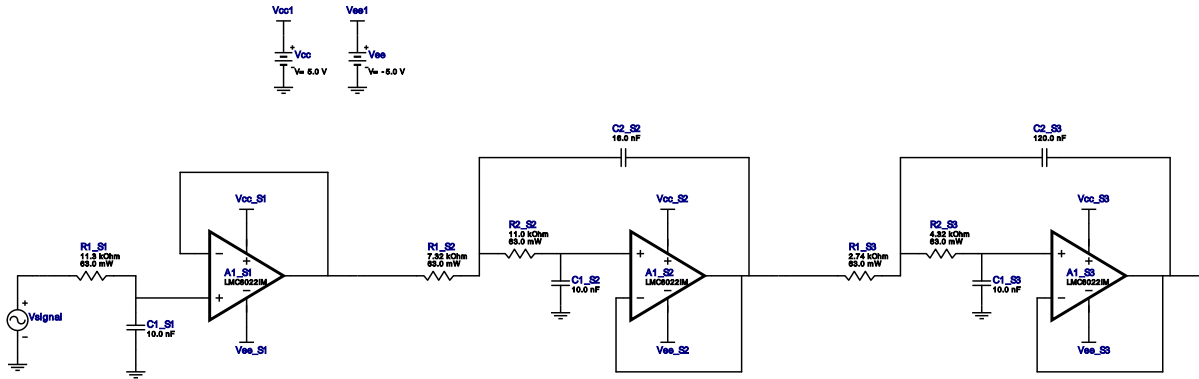 Vcc1
Vee1
+
Vcc
V= 5.0 V
+
Vee
V= -5.0 V
C2_S2
16.0 nF
C2_S3
120.0 nF
Vcc_S1
Vcc_S2
Vcc_S3
R1_S1
11.3 kOhm
63.0 mW
A1_S1
LMC6022IM
R1_S2
7.32 kOhm
63.0 mW
R2_S2
11.0 kOhm
63.0 mW
C1_S2
10.0 nF
A1_S2
LMC6022IM
R1_S3
2.74 kOhm
63.0 mW
R2_S3
4.32 kOhm
63.0 mW
C1_S3
10.0 nF
A1_S3
LMC6022IM
Vsignal
C1_S1
10.0 nF
Vee_S1
Vee_S2
Vee_S3